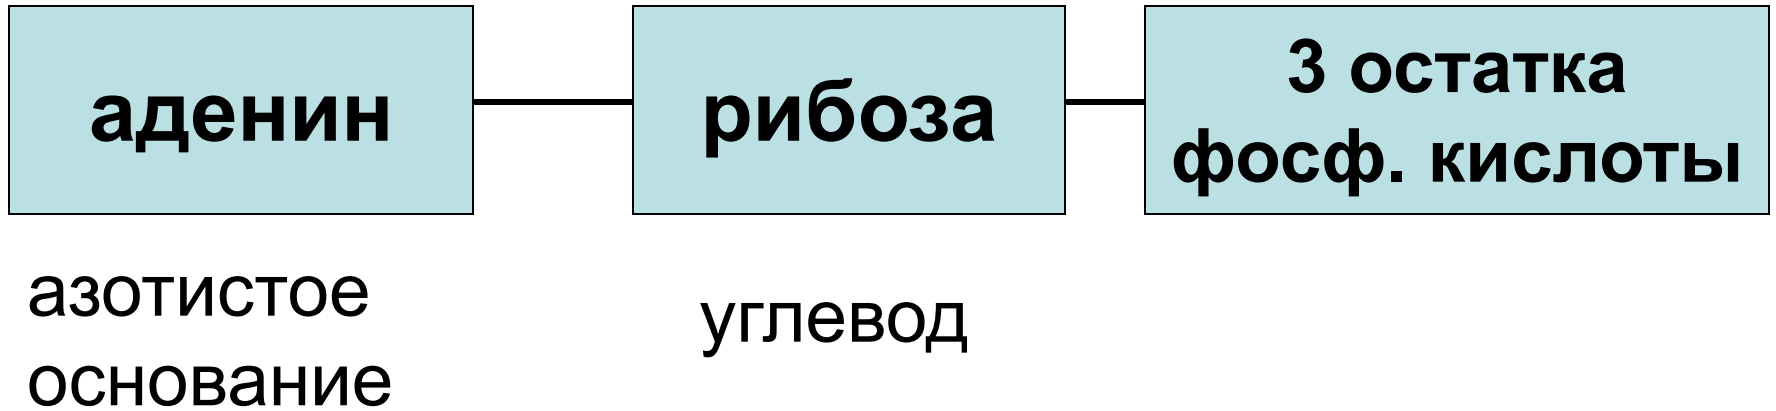 аденин
рибоза
3 остатка
фосф. кислоты
азотистое
основание
углевод